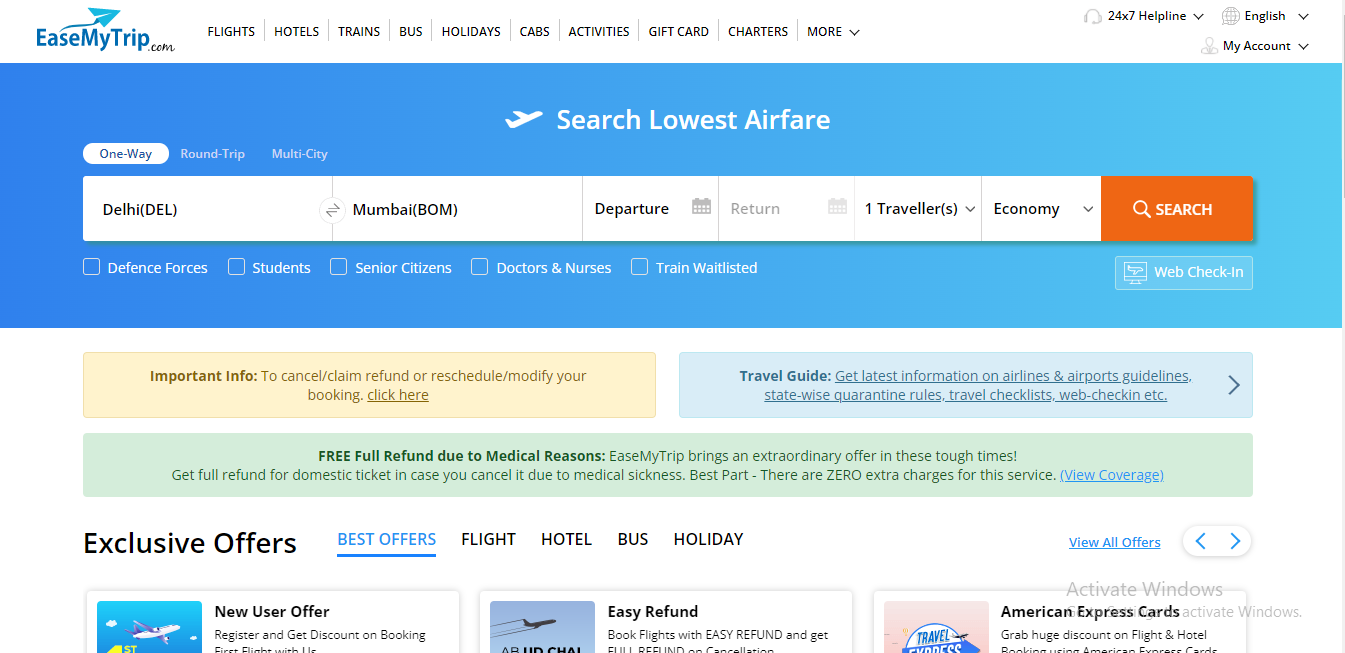 EaseMyTrip.com
FLIGHTS HOTELS TRAINS BUS HOLIDAYS CABS ACTIVITIES GIFT CARD CHARTERS MORE
24x7 Helpline English
My Account
Search Lowest Airfare
One-Way Round-Trip Multi-City
Delhi(DEL) Mumbai(BOM) Departure Return 1 Traveller(s) Economy SEARCH
Defence Forces Students Senior Citizens Doctors & Nurses Train Waitlisted
Web Check-In
Important Info: To cancel/claim refund or reschedule/modify your
booking. click here
Travel Guide: Get latest information on airlines & airports guidelines,
state-wise quarantine rules, travel checklists, web-checkin etc.
FREE Full Refund due to Medical Reasons: EaseMyTrip brings an extraordinary offer in these tough times!
Get full refund for domestic ticket in case you cancel it due to medical sickness. Best Part - There are ZERO extra charges for this service. (View Coverage)
Exclusive Offers BEST OFFERS FLIGHT HOTEL BUS HOLIDAY View All Offers
Activate Windows
Go to Settings to activate Windows.
New User Offer
Register and Get Discount on Booking
First Flight with Us
Easy Refund
Book Flights with EASY REFUND and get
FULL REFUND on Cancellation
American Express Cards
Grab huge discount on Flight & Hotel
Booking using American Express Cards
ST
AB UD CHAL
TRAVEL
EXPRESS